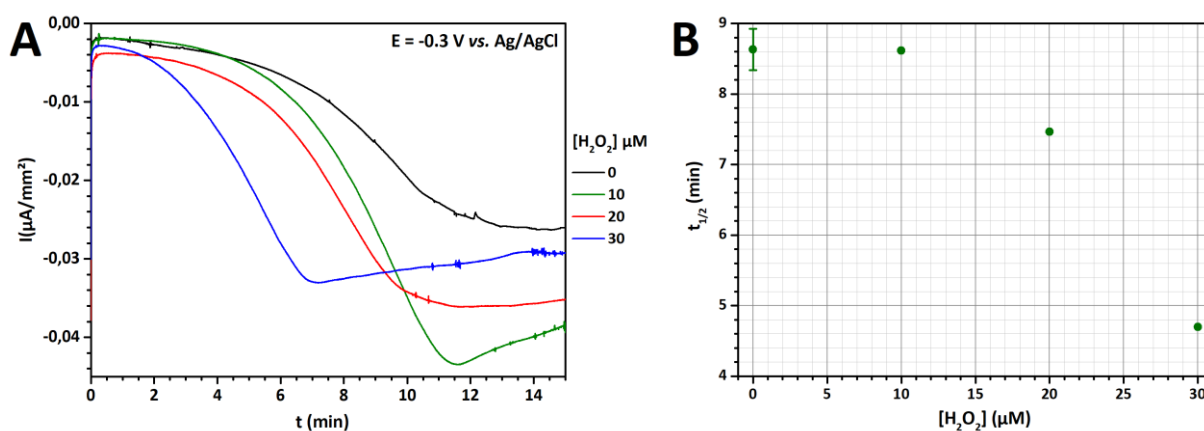 A
E = -0.3 V vs. Ag/AgCl
0,00
-0,01
-0,02
-0,03
-0,04
I(µA/mm²)
0 2 4 6 8 10 12 14
t (min)
[H₂O₂] µM
0
10
20
30
B
9
8
7
6
5
4
t₁/₂ (min)
0 5 10 15 20 25 30
[H₂O₂] (µM)